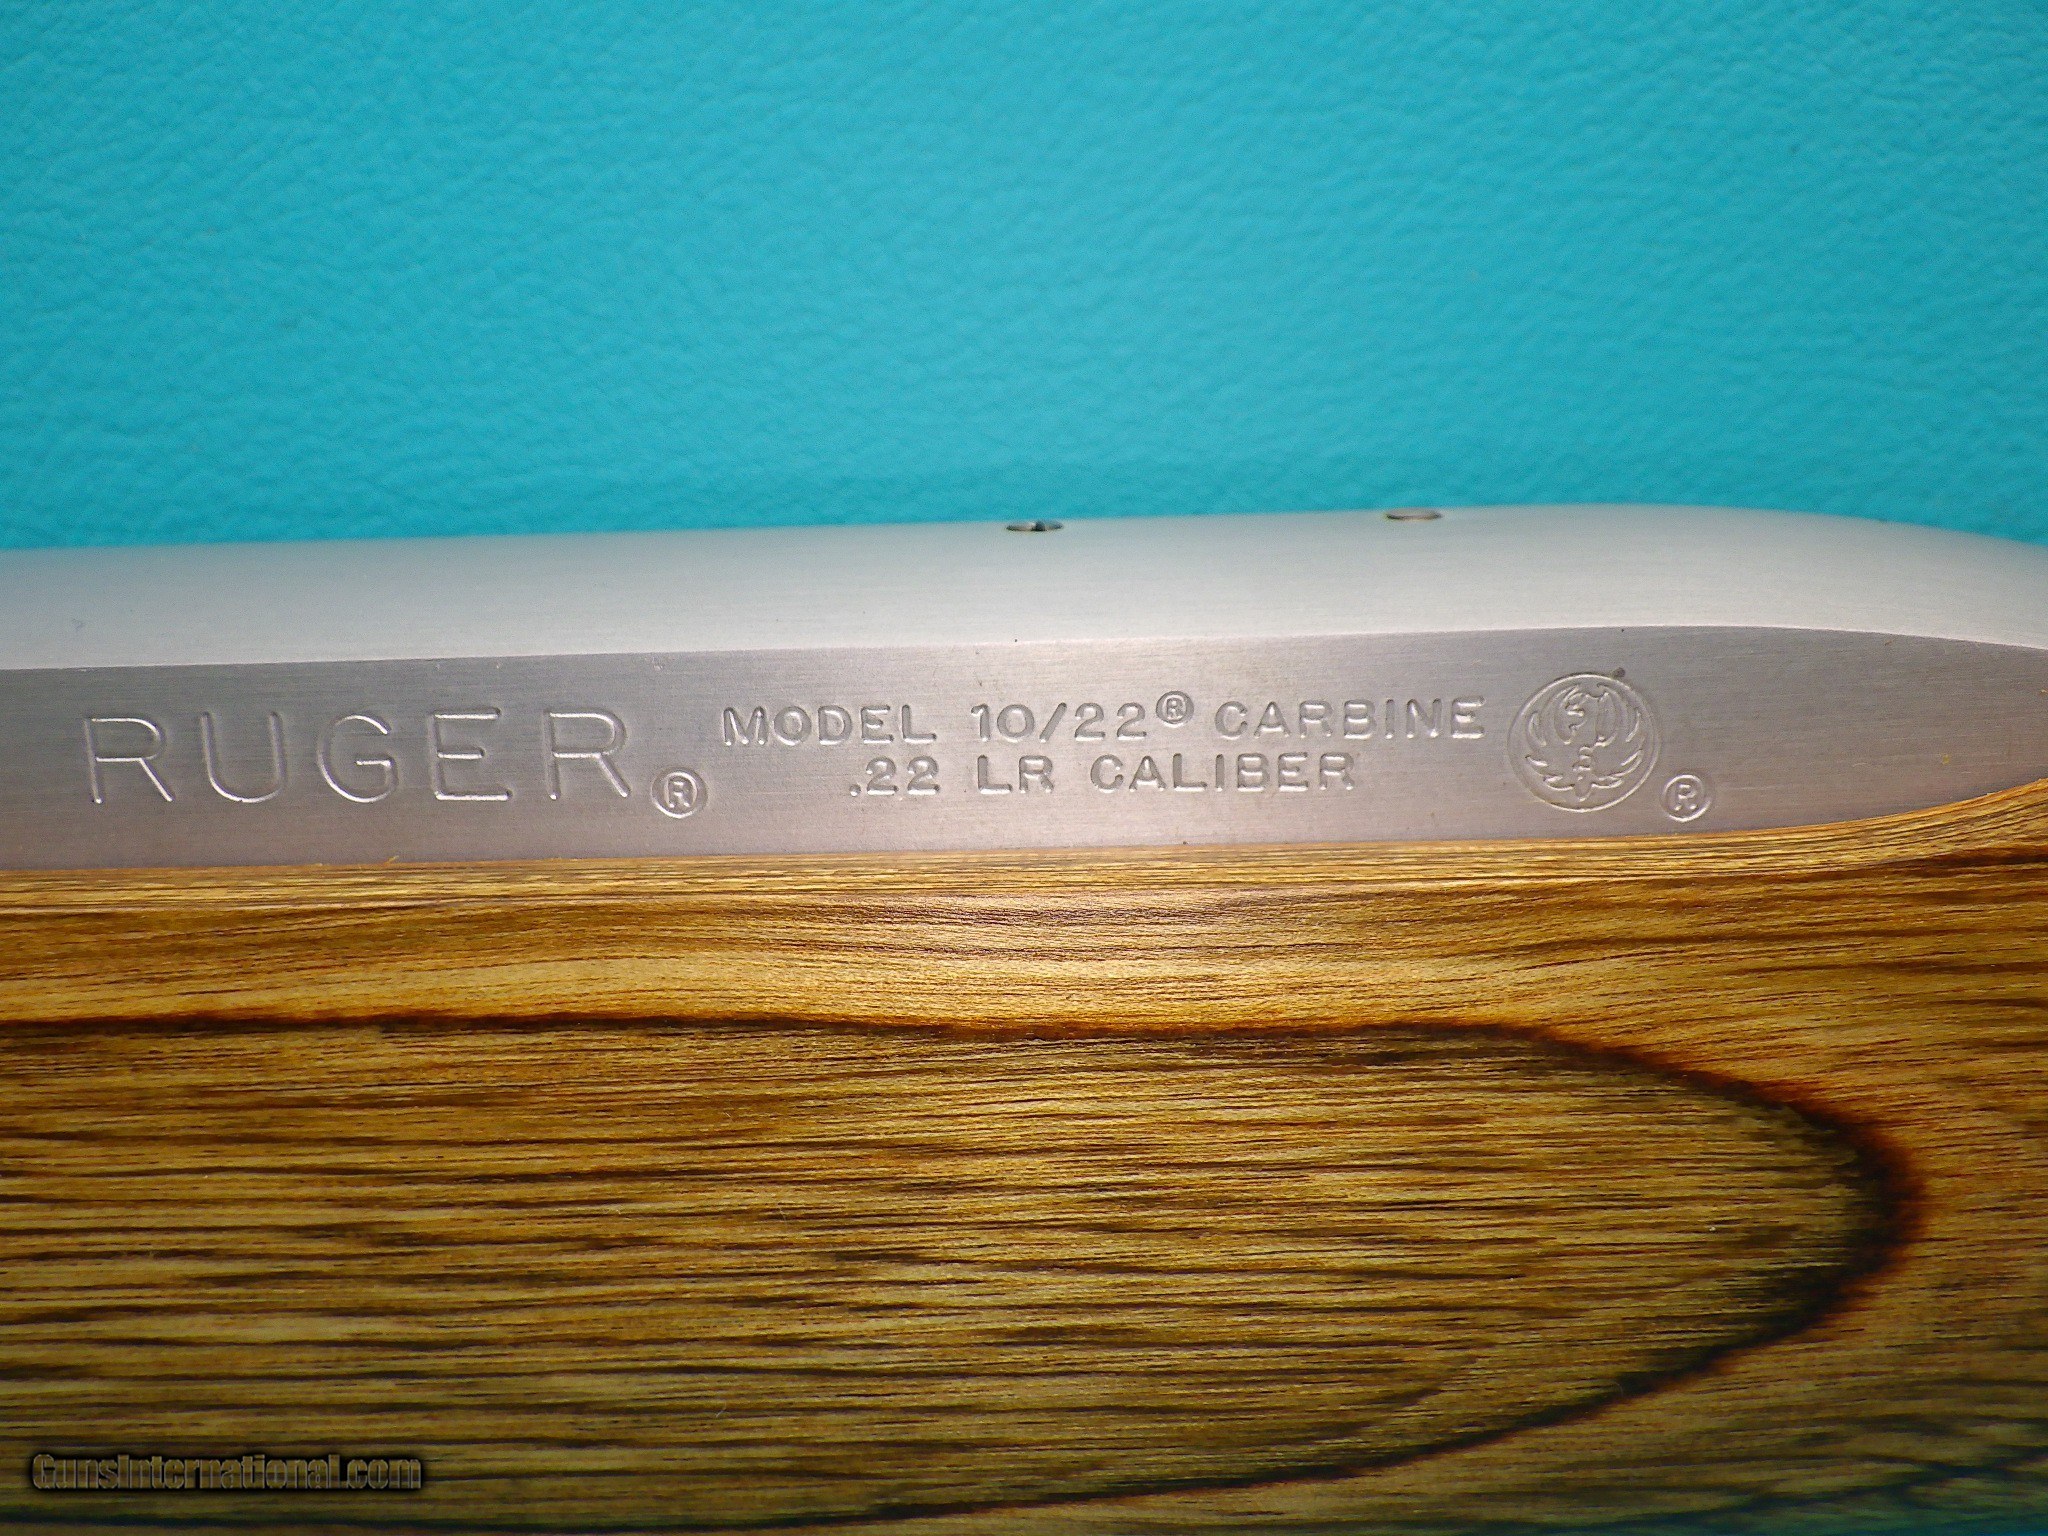 RUGER®
MODEL 10/22® CARBINE
.22 LR CALIBER
®
GunsInternational.com